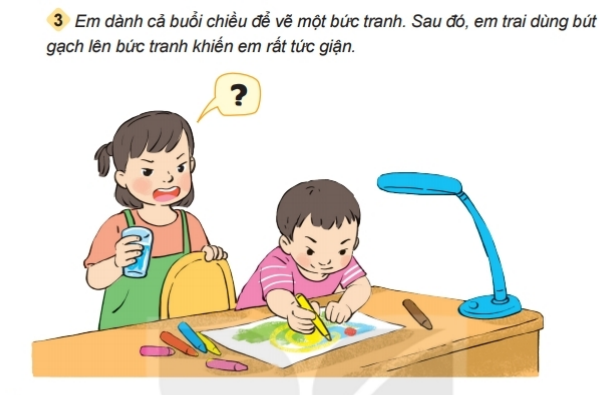 3 Em dành cả buổi chiều để vẽ một bức tranh. Sau đó, em trai dùng bút
gạch lên bức tranh khiến em rất tức giận.
?